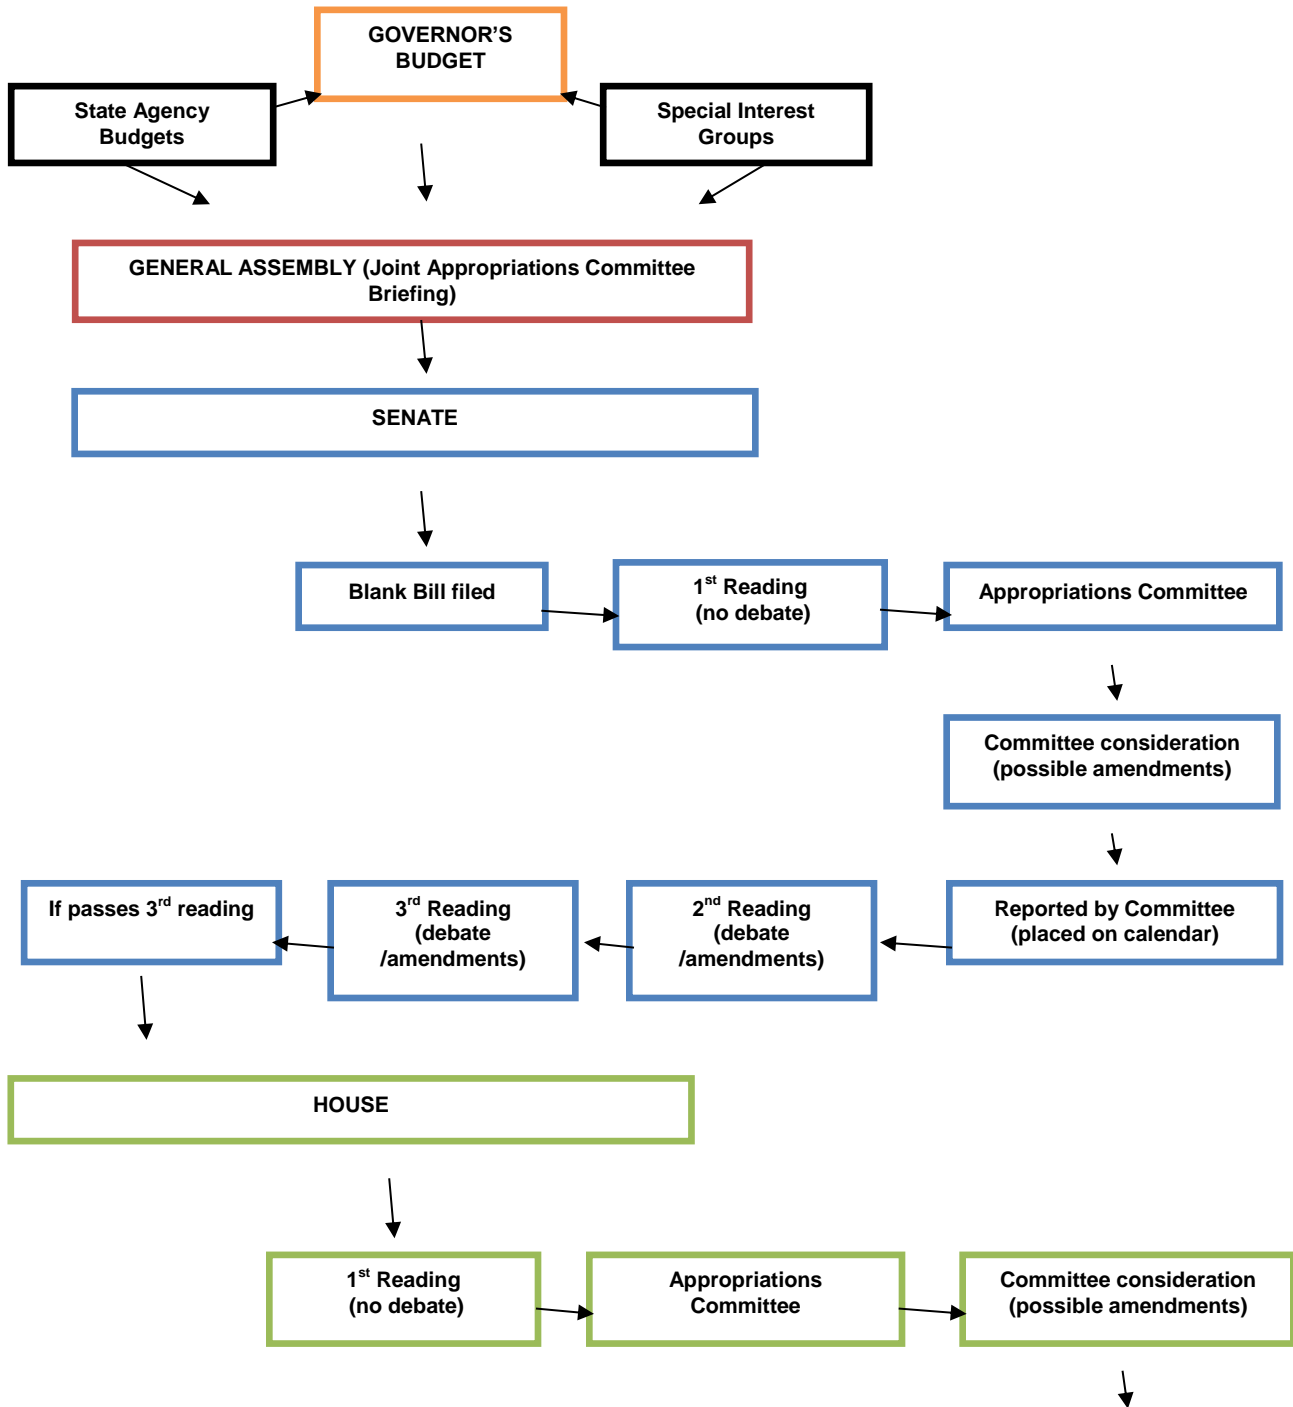 GOVERNOR’S
BUDGET
State Agency
Budgets
Special Interest
Groups
GENERAL ASSEMBLY (Joint Appropriations Committee
Briefing)
SENATE
Blank Bill filed
1st Reading
(no debate)
Appropriations Committee
Committee consideration
(possible amendments)
If passes 3rd reading
3rd Reading
(debate
/amendments)
2nd Reading
(debate
/amendments)
Reported by Committee
(placed on calendar)
HOUSE
1st Reading
(no debate)
Appropriations
Committee
Committee consideration
(possible amendments)